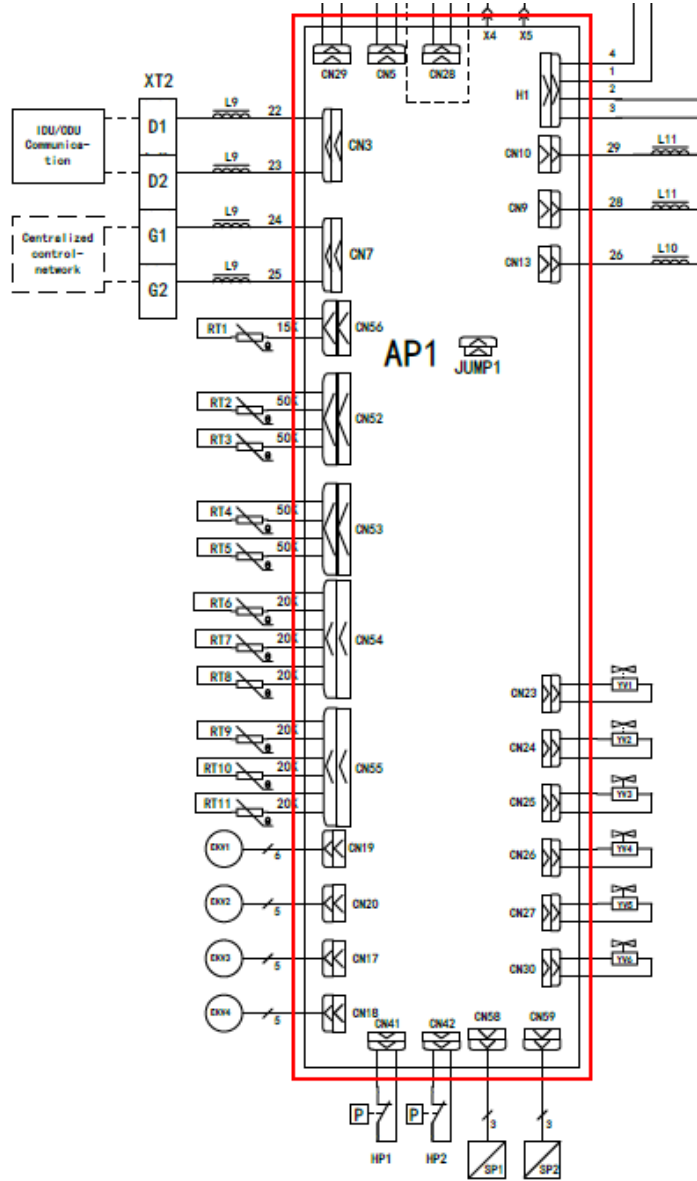 X4 X5
CN29 CN5 CN28
4
1
2
3
H1
XT2
IDU/ODU
Communica-
tion
D1 L9 22
CN3
D2 L9 23
CN10 29 L11
Centralized
control-
network
G1 L9 24
CN7
G2 L9 25
CN9 28 L11
CN13 26 L10
RT1 15K CN56
AP1
JUMP1
RT2 50K
CN52
RT3 50K
RT4 50K
CN53
RT5 50K
RT6 20K
RT7 20K CN54
RT8 20K
RT9 20K
RT10 20K CN55
RT11 20K
CN23 YV1
CN24 YV2
CN25 YV3
CN26 YV4
CN27 YV5
CN30 YV6
EXV1 6 CN19
EXV2 5 CN20
EXV3 5 CN17
EXV4 5 CN18
CN41 CN42 CN58 CN59
P P 3 3
HP1 HP2 SP1 SP2